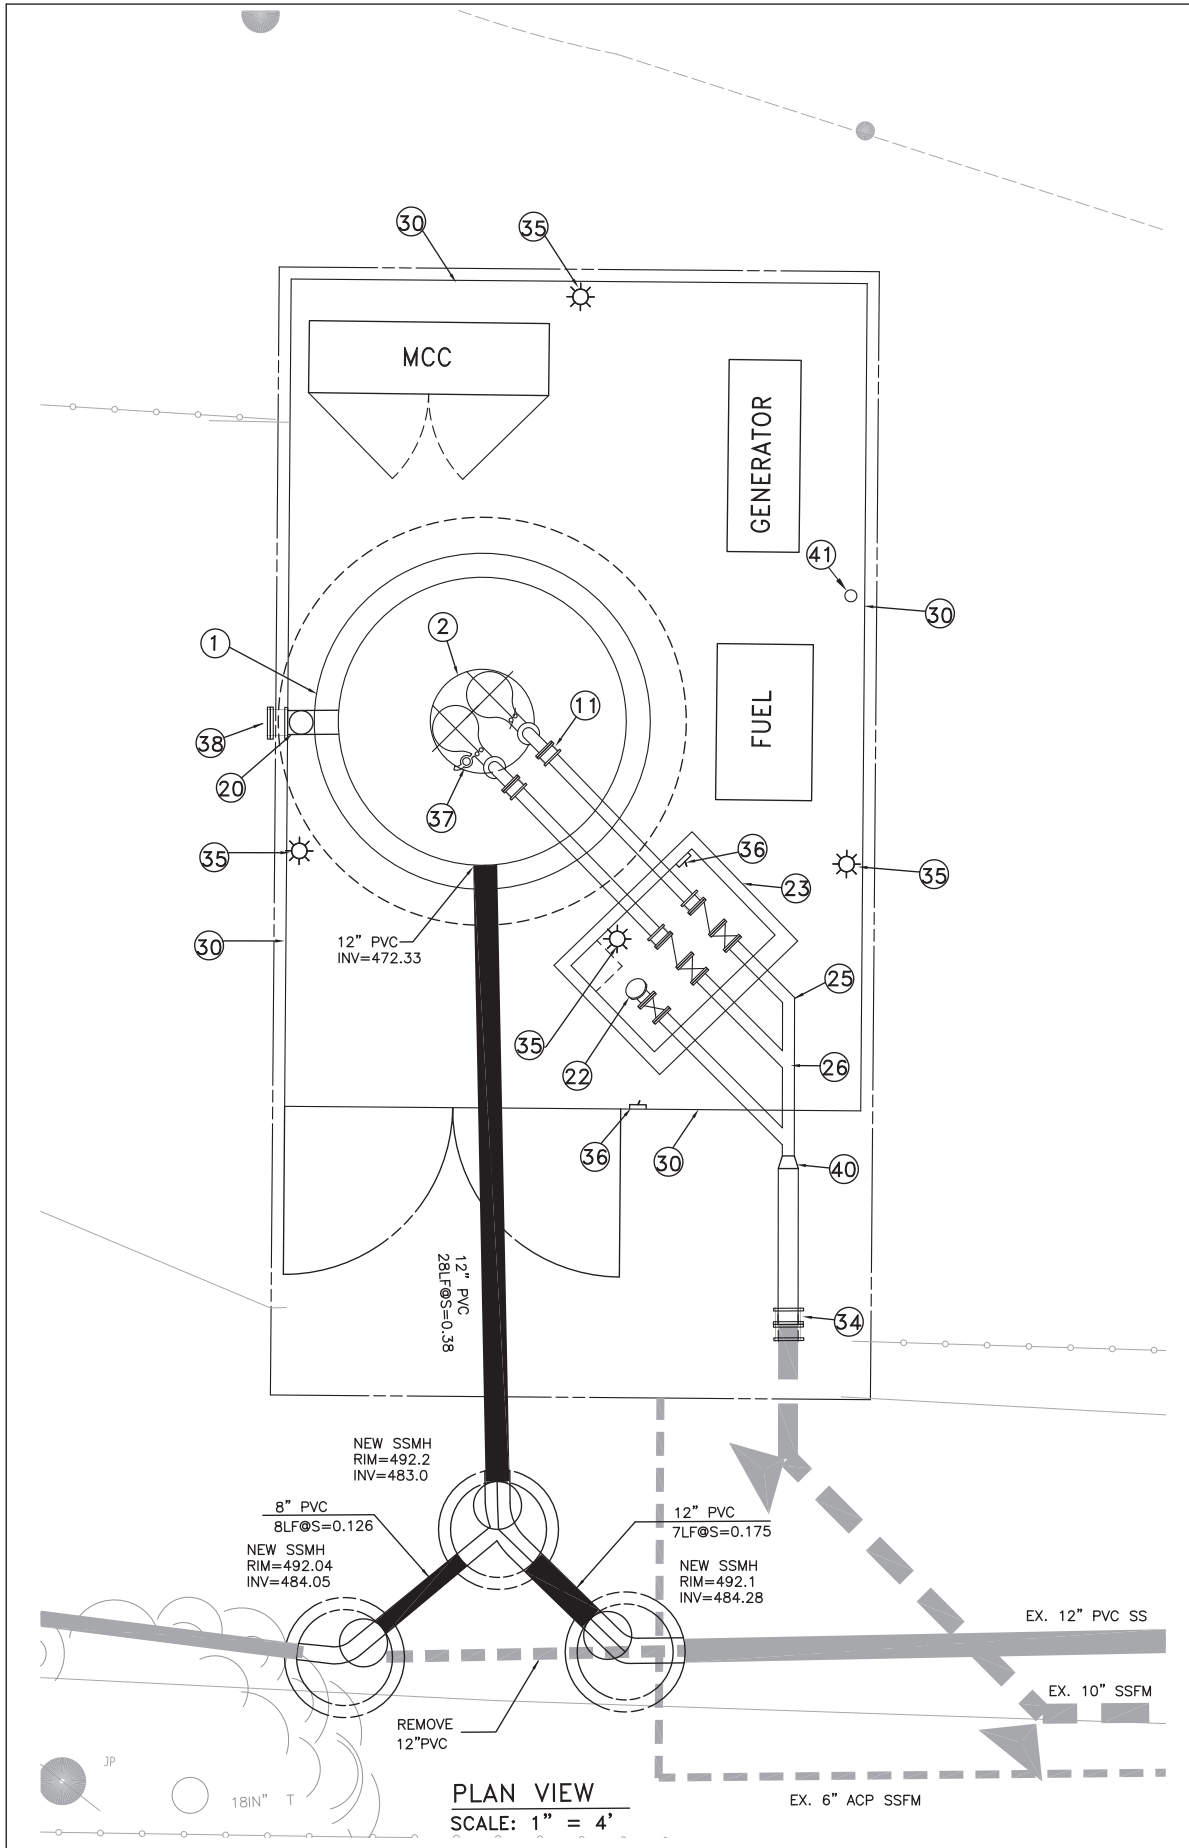 30
35
MCC
GENERATOR
41
30
1
2
11
FUEL
38
20
37
35
36
23
35
12" PVC
INV=472.33
30
25
35
22
26
36
30
40
12" PVC
28LF@S=0.38
34
NEW SSMH
RIM=492.2
INV=483.0
8" PVC
8LF@S=0.126
12" PVC
7LF@S=0.175
NEW SSMH
RIM=492.04
INV=484.05
NEW SSMH
RIM=492.1
INV=484.28
EX. 12" PVC SS
EX. 10" SSFM
REMOVE
12"PVC
JP
18IN" T
PLAN VIEW
SCALE: 1" = 4'
EX. 6" ACP SSFM